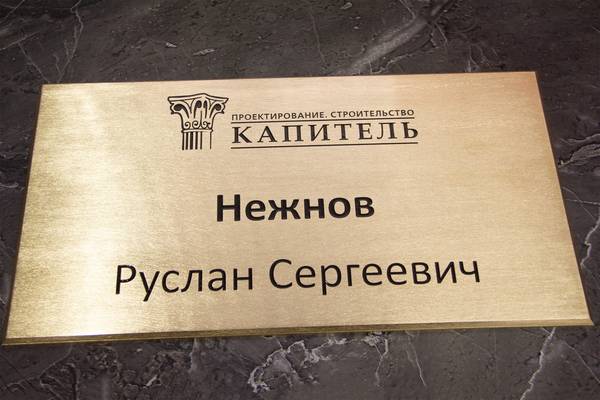 ПРОЕКТИРОВАНИЕ. СТРОИТЕЛЬСТВО
КАПИТЕЛЬ
Нежнов
Руслан Сергеевич